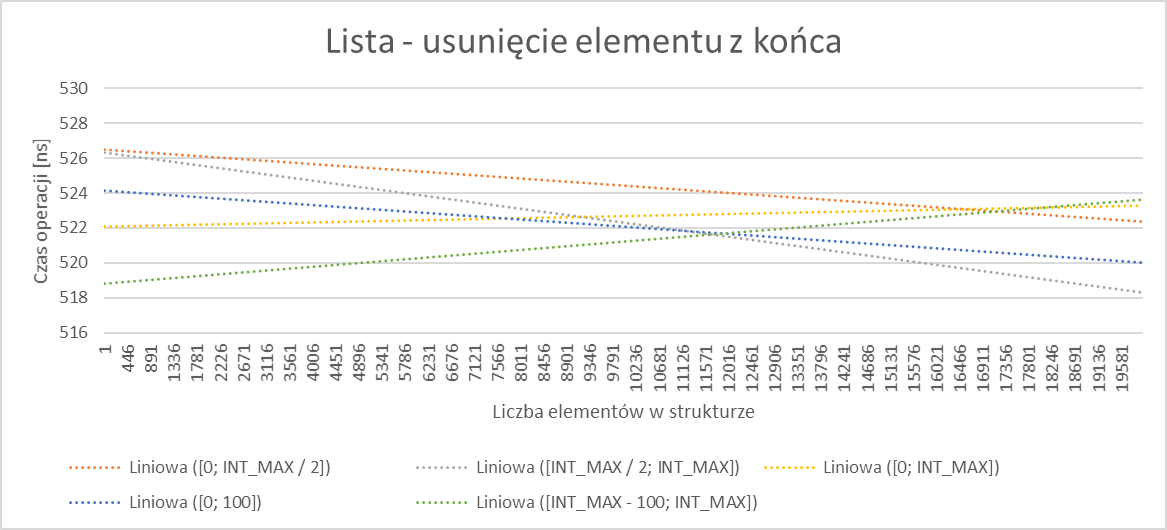 Lista - usunięcie elementu z końca
Czas operacji [ns]
530
528
526
524
522
520
518
516
1 446 891 1336 1781 2226 2671 3116 3561 4006 4451 4896 5341 5786 6231 6676 7121 7566 8011 8456 8901 9346 9791 10236 10681 11126 11571 12016 12461 12906 13351 13796 14241 14686 15131 15576 16021 16466 16911 17356 17801 18246 18691 19136 19581
Liczba elementów w strukturze
Liniowa ([0; INT_MAX / 2]) Liniowa ([INT_MAX / 2; INT_MAX]) Liniowa ([0; INT_MAX])
Liniowa ([0; 100]) Liniowa ([INT_MAX - 100; INT_MAX])